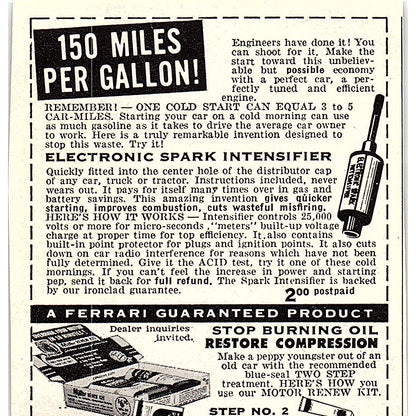 150 MILES
PER GALLON!
Engineers have done it! You
can shoot for it. Make the
start toward this unbeliev-
able but possible economy
with a perfect car, a per-
fectly tuned and efficient
engine.
REMEMBER! — ONE COLD START CAN EQUAL 3 to 5
CAR-MILES. Starting your car on a cold morning can use
as much gasoline as it takes to drive the average car owner
to work. Here is a truly remarkable invention designed to
stop this waste. Try it!
ELECTRONIC SPARK INTENSIFIER
Quickly fitted into the center hole of the distributor cap
of any car, truck or tractor. Instructions included, never
wears out. It pays for itself many times over in gas and
battery savings. This amazing invention gives quicker
starting, improves combustion, cuts wasteful misfiring.
HERE'S HOW IT WORKS — Intensifier controls 25,000
volts or more for micro-seconds, "meters" built-up voltage
charge at proper time for top efficiency. It also contains
built-in point protector for plugs and ignition points. It also cuts
down on car radio interference for reasons which have not been
fully determined. Give it the ACID test, try it one of these cold
mornings. If you can't feel the increase in power and starting
pep, send it back for full refund. The Spark Intensifier is backed
by our ironclad guarantee.
2.00 postpaid
ELECTRONIC SPARK
INTENSIFIER
A FERRARI GUARANTEED PRODUCT
Dealer inquiries
invited.
STOP BURNING OIL
RESTORE COMPRESSION
Make a peppy youngster out of an
old car with the recommended
blue-seal TWO STEP
treatment. HERE'S HOW you
use our MOTOR RENEW KIT.
STEP NO. 2